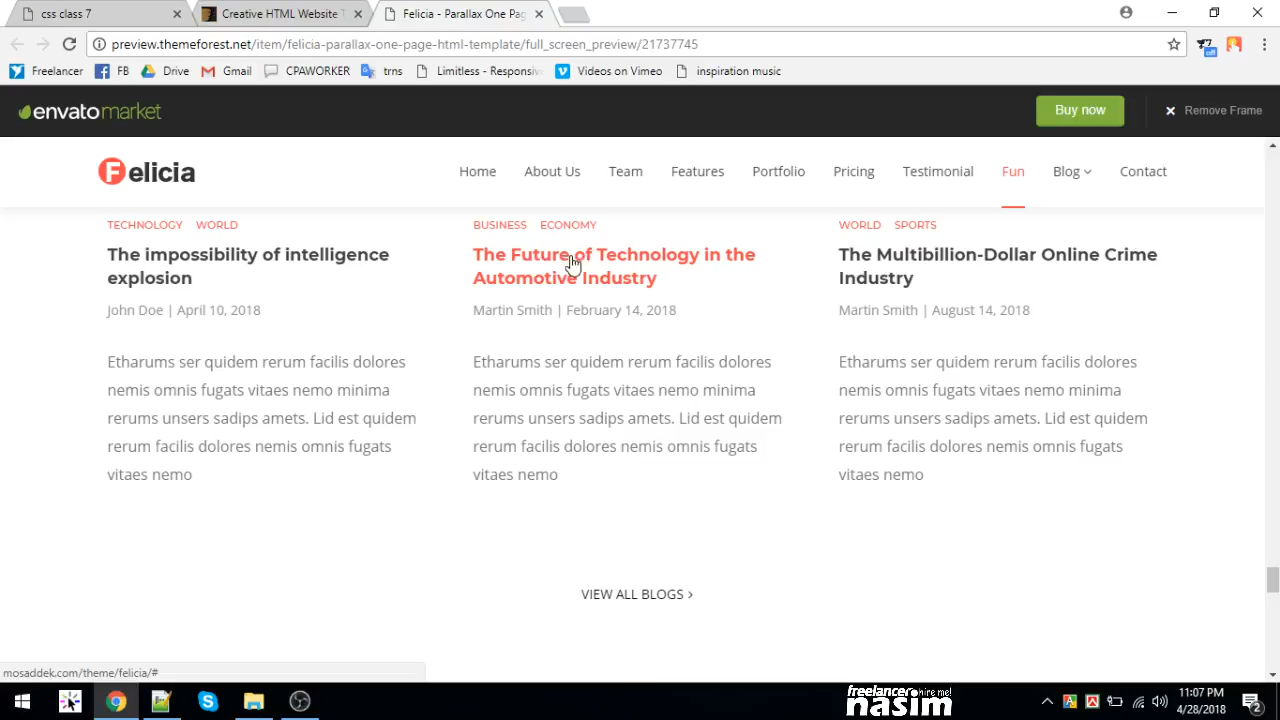 css class 7
Creative HTML Website T
Felicia - Parallax One Pag
preview.themeforest.net/item/felicia-parallax-one-page-html-template/full_screen_preview/21737745
Freelancer
FB
Drive
Gmail
CPAWORKER
trns
Limitless - Responsiv
Videos on Vimeo
inspiration music
envatomarket
Buy now
Remove Frame
Felicia
Home
About Us
Team
Features
Portfolio
Pricing
Testimonial
Fun
Blog
Contact
TECHNOLOGY WORLD
The impossibility of intelligence
explosion
John Doe | April 10, 2018
Etharums ser quidem rerum facilis dolores
nemis omnis fugats vitaes nemo minima
rerums unsers sadips amets. Lid est quidem
rerum facilis dolores nemis omnis fugats
vitaes nemo
BUSINESS ECONOMY
The Future of Technology in the
Automotive Industry
Martin Smith | February 14, 2018
Etharums ser quidem rerum facilis dolores
nemis omnis fugats vitaes nemo minima
rerums unsers sadips amets. Lid est quidem
rerum facilis dolores nemis omnis fugats
vitaes nemo
WORLD SPORTS
The Multibillion-Dollar Online Crime
Industry
Martin Smith | August 14, 2018
Etharums ser quidem rerum facilis dolores
nemis omnis fugats vitaes nemo minima
rerums unsers sadips amets. Lid est quidem
rerum facilis dolores nemis omnis fugats
vitaes nemo
VIEW ALL BLOGS >
mosaddek.com/theme/felicia/#
freelancer hire me!
nasim
11:07 PM
4/28/2018
2